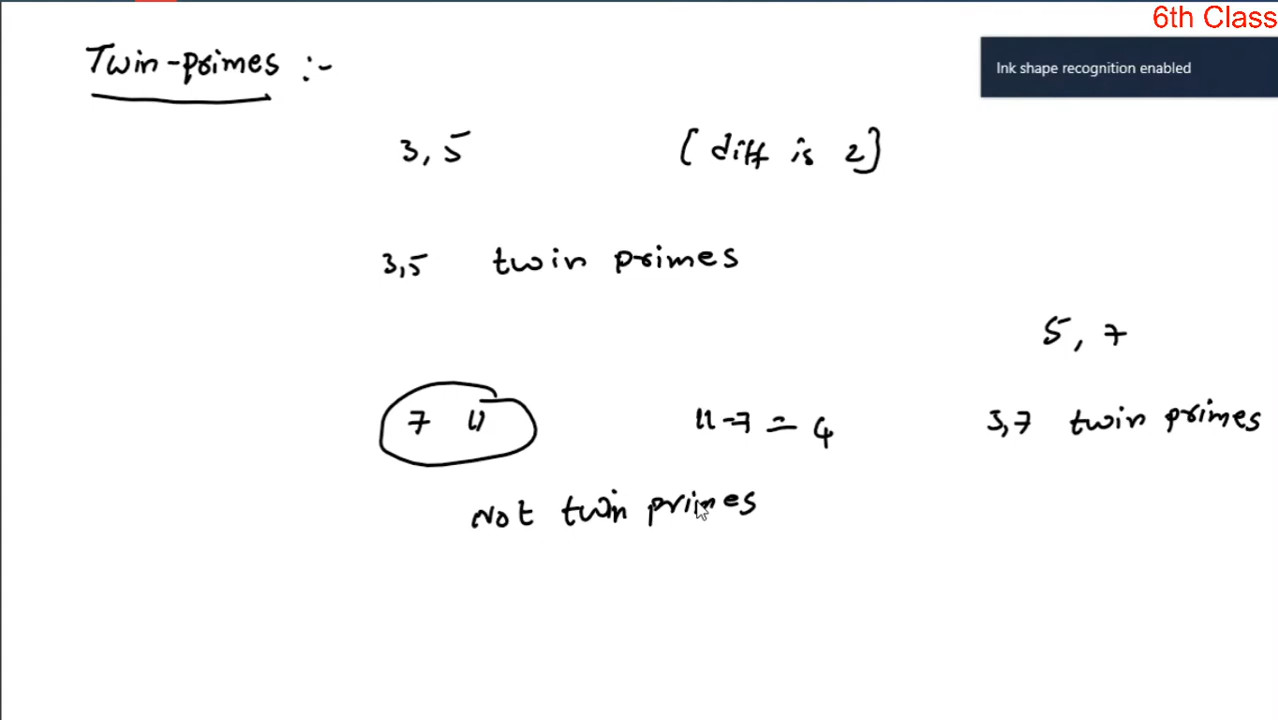 6th Class
Ink shape recognition enabled
Twin-primes :-
3, 5 [diff is 2]
3,5 twin primes
5, 7
7 11 11-7 = 4 3,7 twin primes
Not twin primes